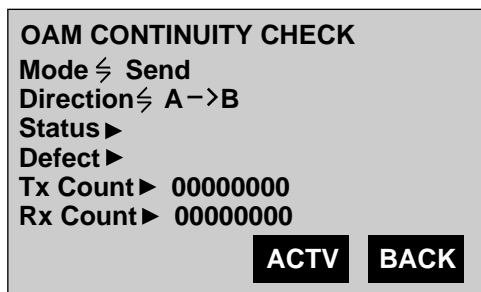 OAM CONTINUITY CHECK
Mode ⇋ Send
Direction ⇋ A->B
Status ►
Defect ►
Tx Count ► 00000000
Rx Count ► 00000000
ACTV BACK